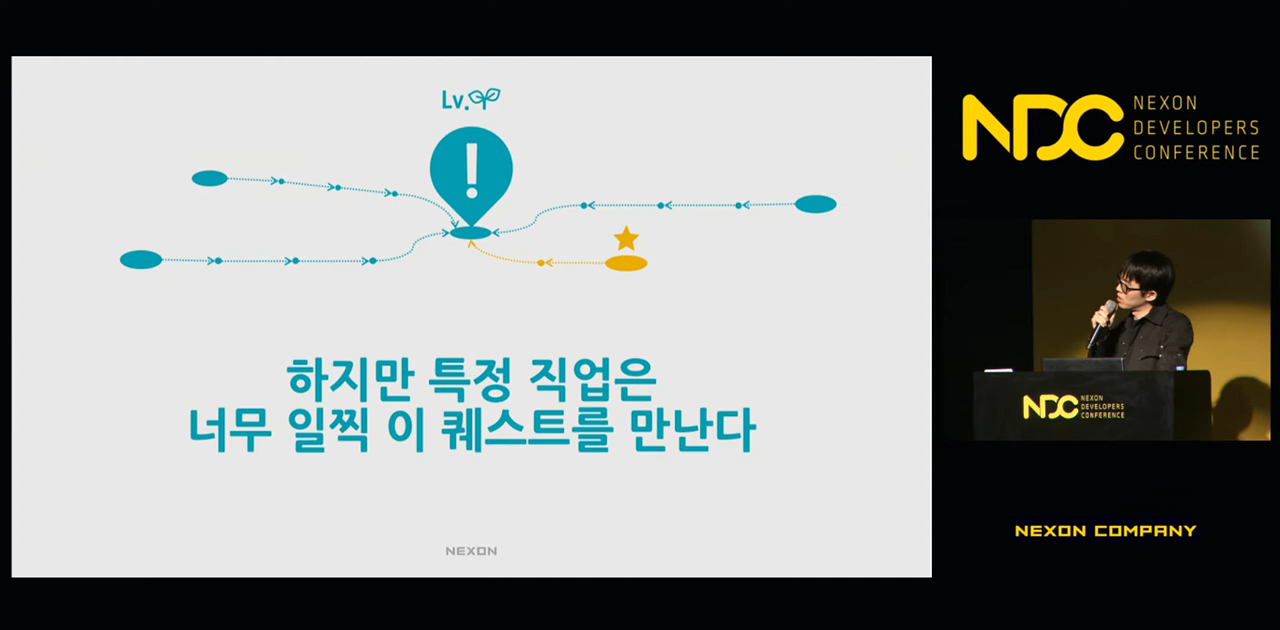 Lv.
!
하지만 특정 직업은
너무 일찍 이 퀘스트를 만난다
NEXON
NDC
NEXON
DEVELOPERS
CONFERENCE
NDC
NEXON
DEVELOPERS
CONFERENCE
NEXON COMPANY